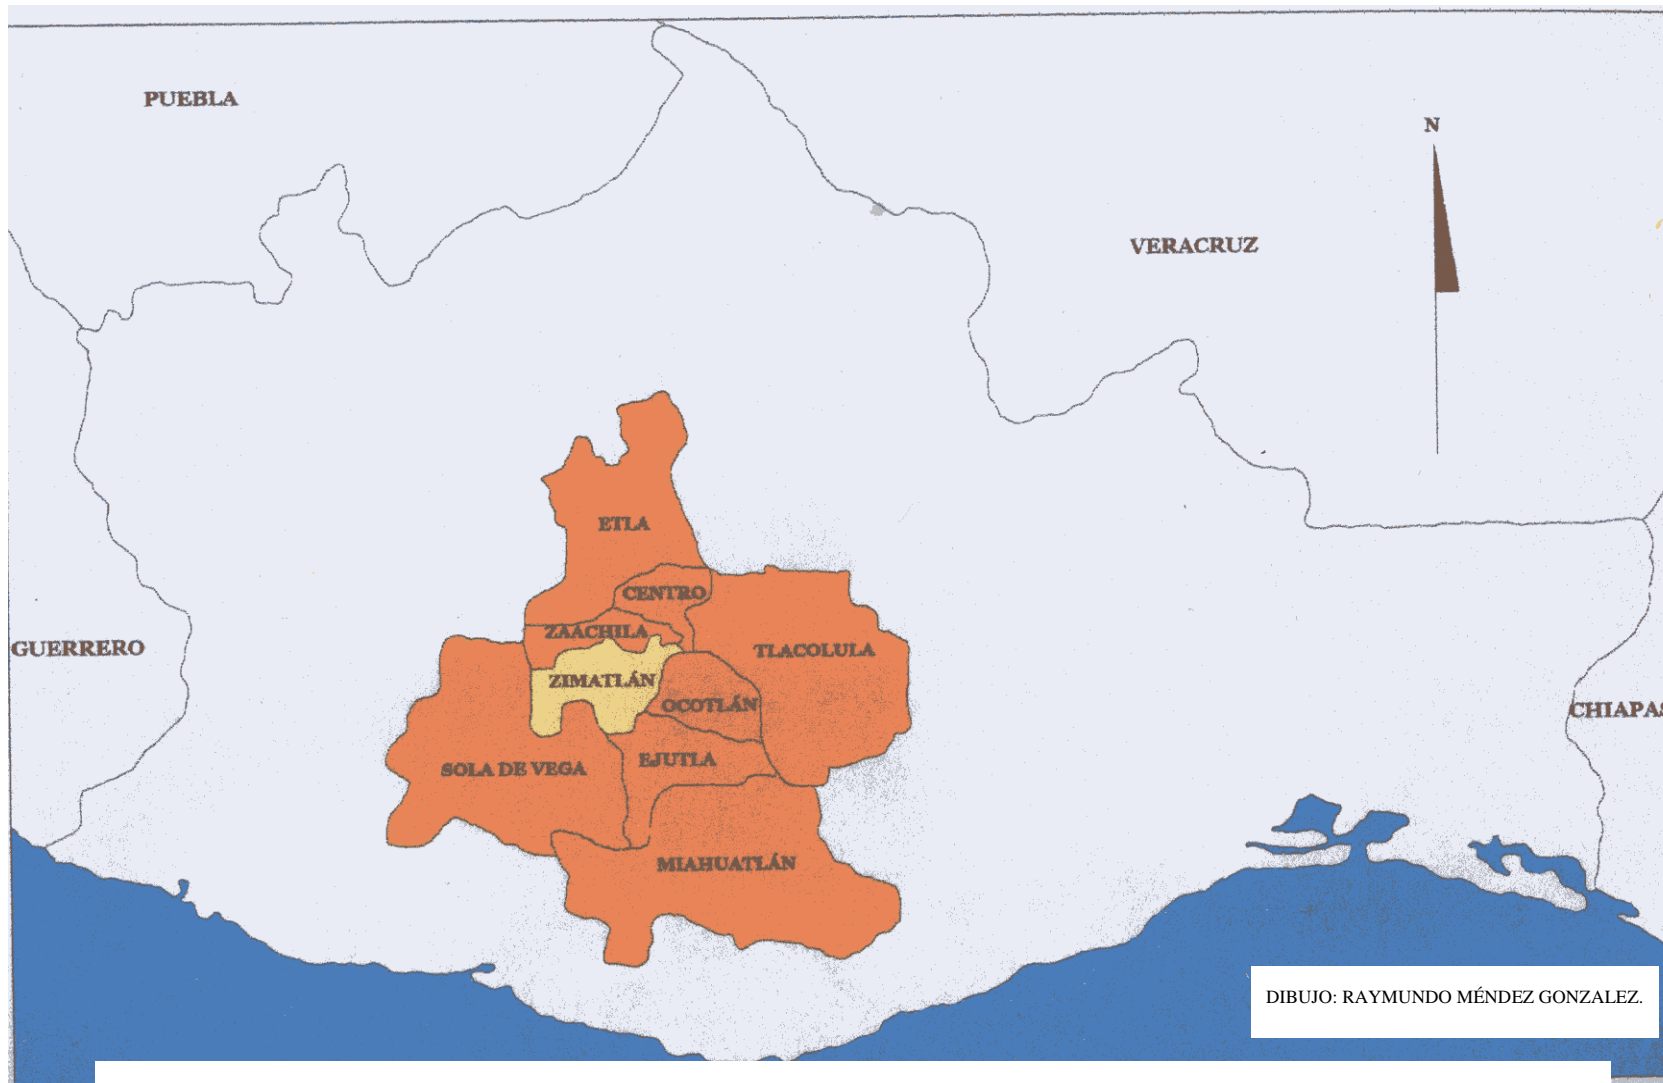 PUEBLA
N
VERACRUZ
ETLA
CENTRO
ZAACHILA
GUERRERO
TLACOLULA
ZIMATLÁN
OCOTLÁN
CHIAPAS
EJUTLA
SOLA DE VEGA
MIAHUATLÁN
DIBUJO: RAYMUNDO MÉNDEZ GONZALEZ.